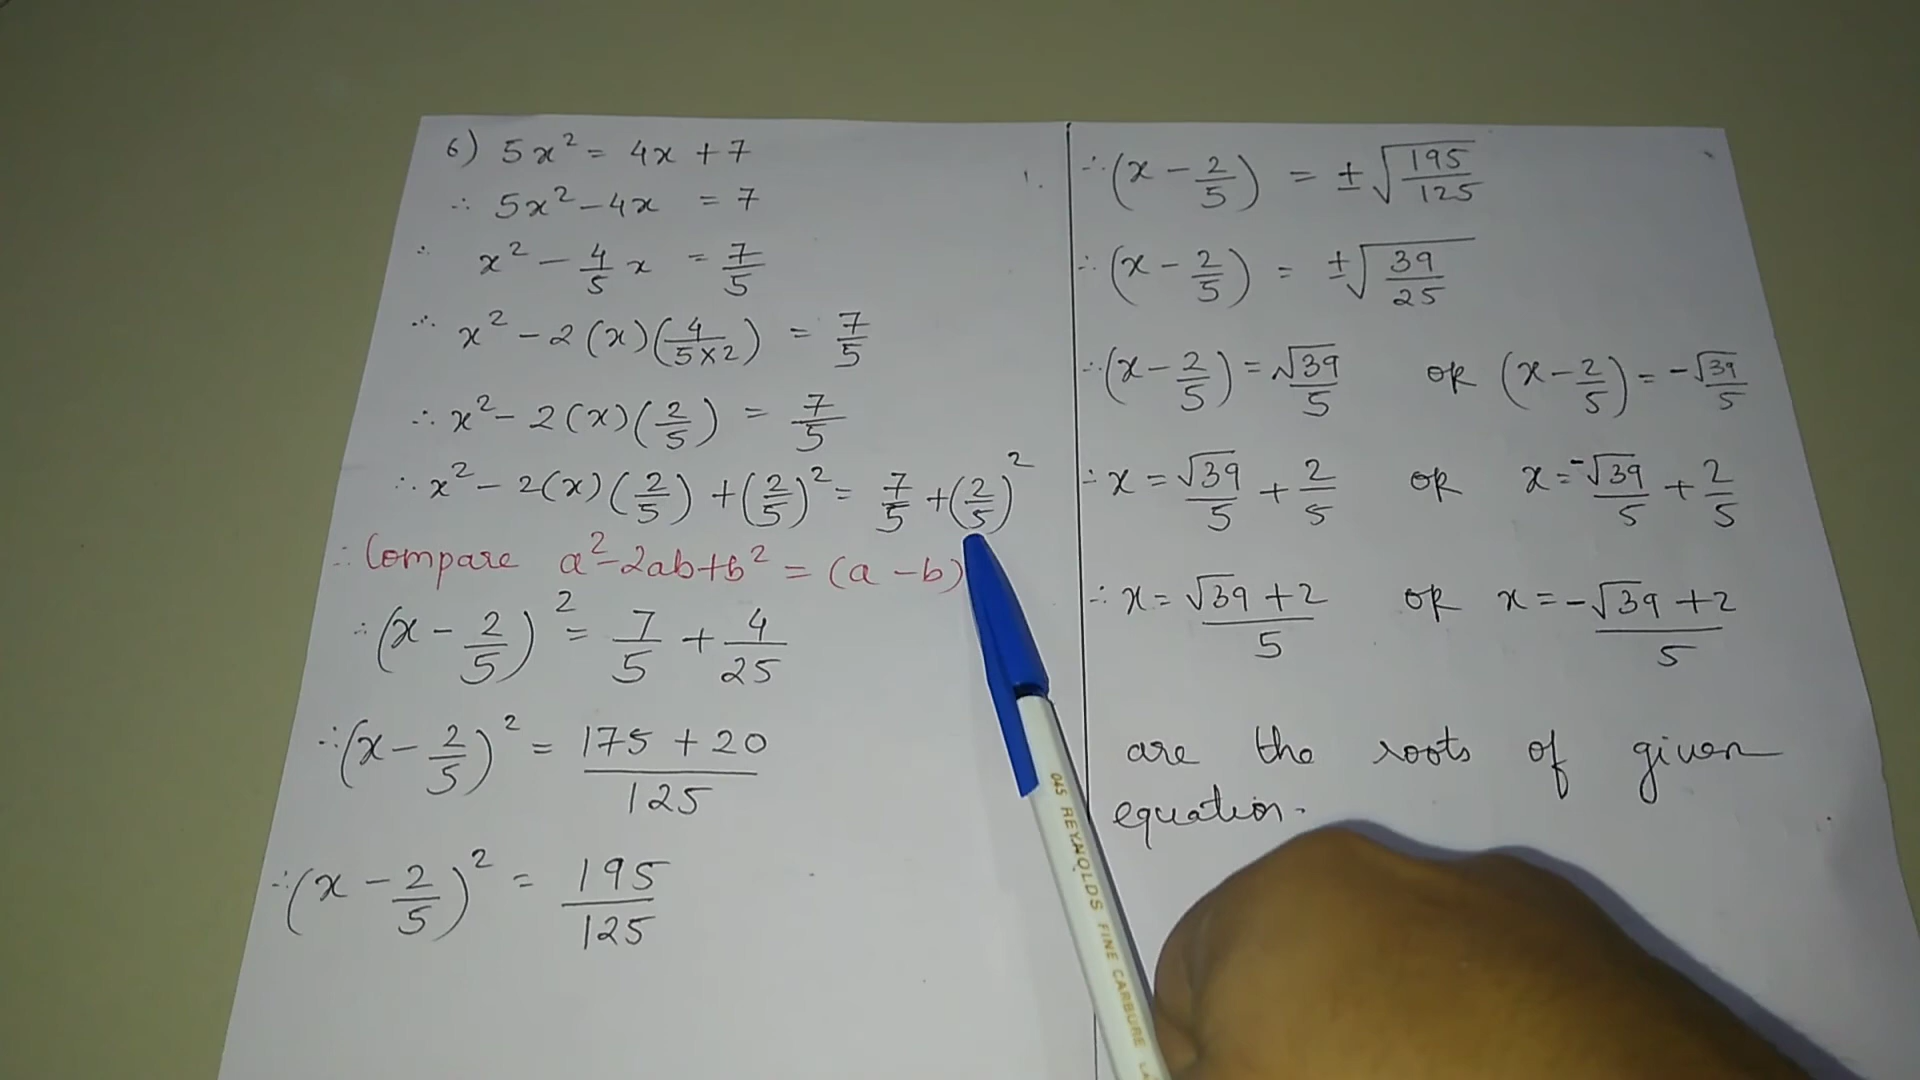 6) 5x² = 4x + 7
∴ 5x² - 4x = 7
∴ x² - 4/5 x = 7/5
∴ x² - 2(x)(4/5×2) = 7/5
∴ x² - 2(x)(2/5) = 7/5
∴ x² - 2(x)(2/5) + (2/5)² = 7/5 + (2/5)²
∴ Compare a² - 2ab + b² = (a - b)
∴ (x - 2/5)² = 7/5 + 4/25
∴ (x - 2/5)² = 175 + 20 / 125
∴ (x - 2/5)² = 195/125
∴ (x - 2/5) = ± √195/125
∴ (x - 2/5) = ± √39/25
∴ (x - 2/5) = √39/5 or (x - 2/5) = -√39/5
∴ x = √39/5 + 2/5 or x = -√39/5 + 2/5
∴ x = √39 + 2 / 5 or x = -√39 + 2 / 5
are the roots of given
equation.
045 REYNOLDS FINE CARBURE